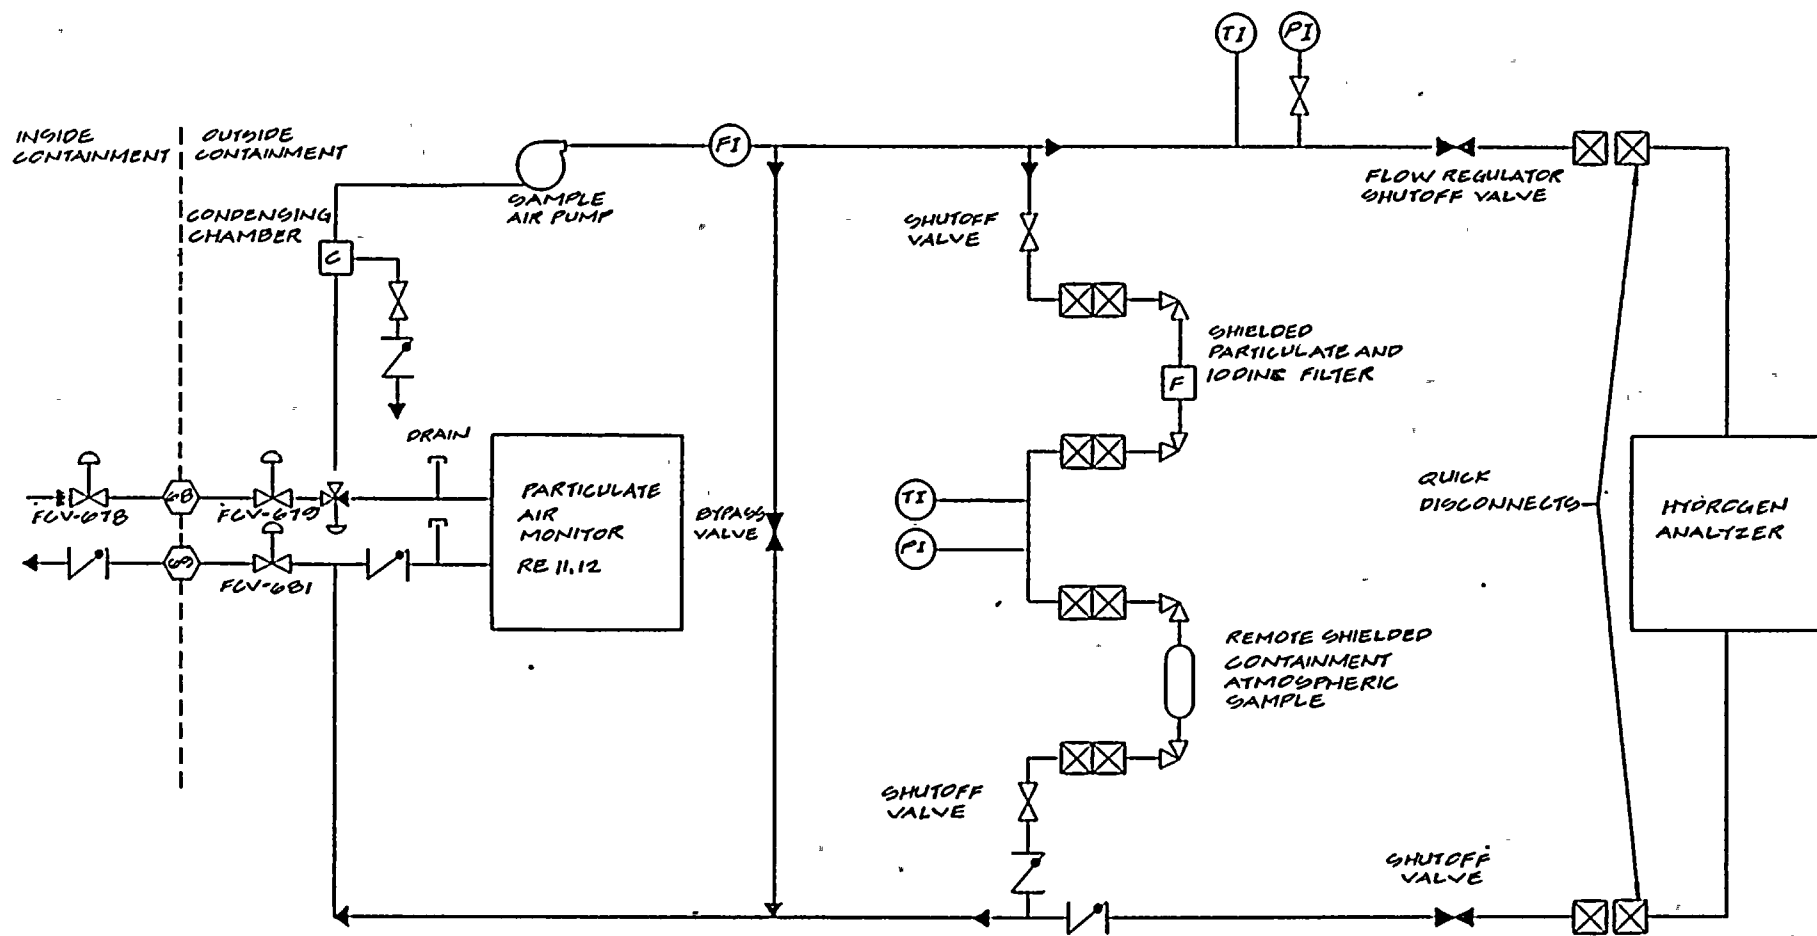 TI
PI
INSIDE
CONTAINMENT
OUTSIDE
CONTAINMENT
FI
SAMPLE
AIR PUMP
FLOW REGULATOR
SHUTOFF VALVE
CONDENSING
CHAMBER
C
SHUTOFF
VALVE
SHIELDED
PARTICULATE AND
IODINE FILTER
F
DRAIN
FCV-678
FCV-679
FCV-681
PARTICULATE
AIR
MONITOR
RE 11,12
BYPASS
VALVE
TI
PI
QUICK
DISCONNECTS
HYDROGEN
ANALYZER
REMOTE SHIELDED
CONTAINMENT
ATMOSPHERIC
SAMPLE
SHUTOFF
VALVE
SHUTOFF
VALVE